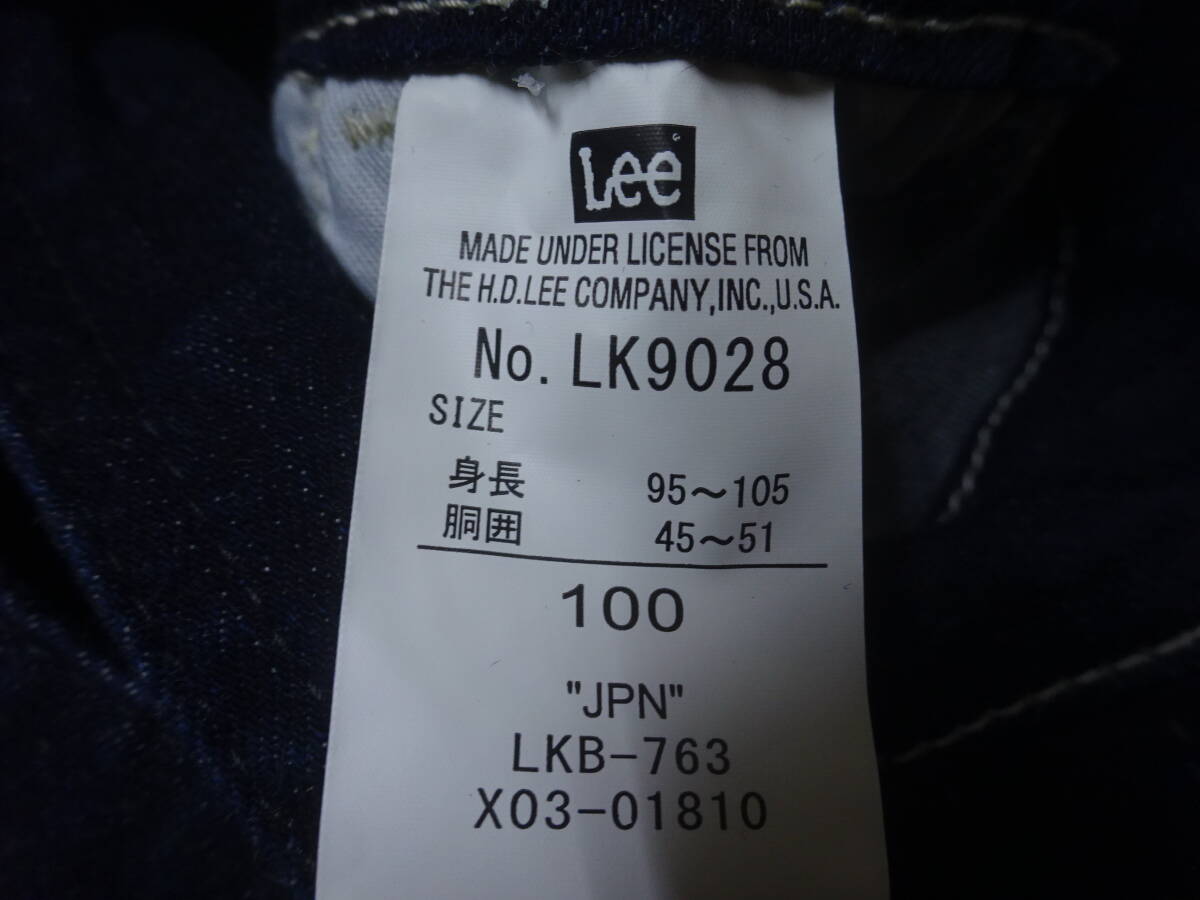 Lee
MADE UNDER LICENSE FROM
THE H.D.LEE COMPANY,INC.,U.S.A.
No. LK9028
SIZE
身長 95～105
胴囲 45～51
100
"JPN"
LKB-763
X03-01810